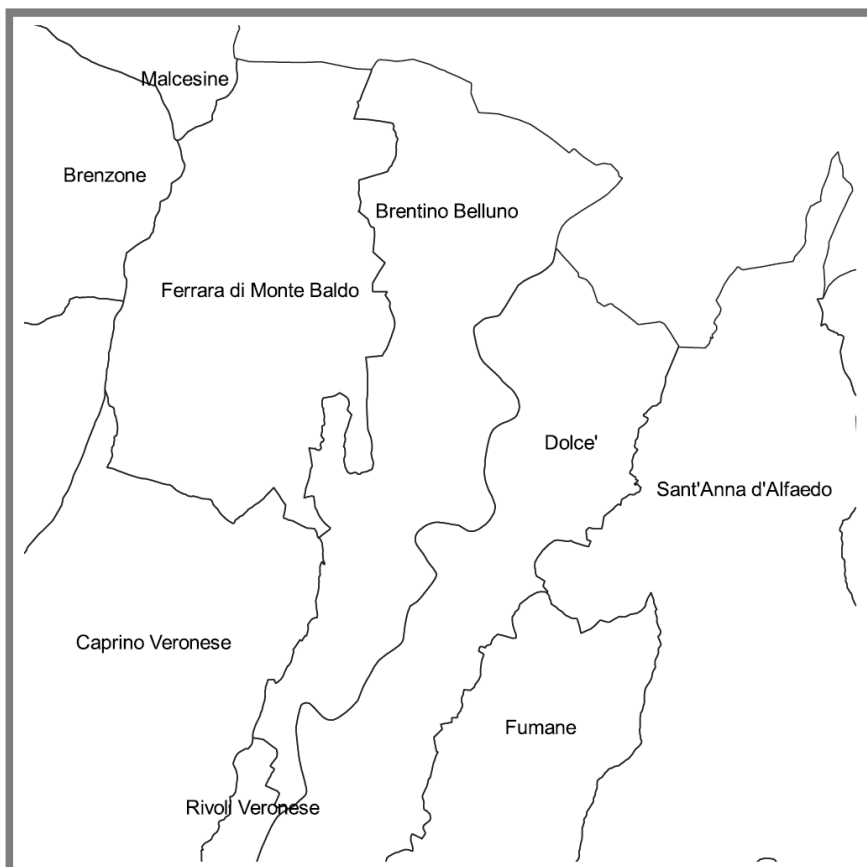 Malcesine
Brenzone
Brentino Belluno
Ferrara di Monte Baldo
Dolce'
Sant'Anna d'Alfaedo
Caprino Veronese
Fumane
Rivoli Veronese